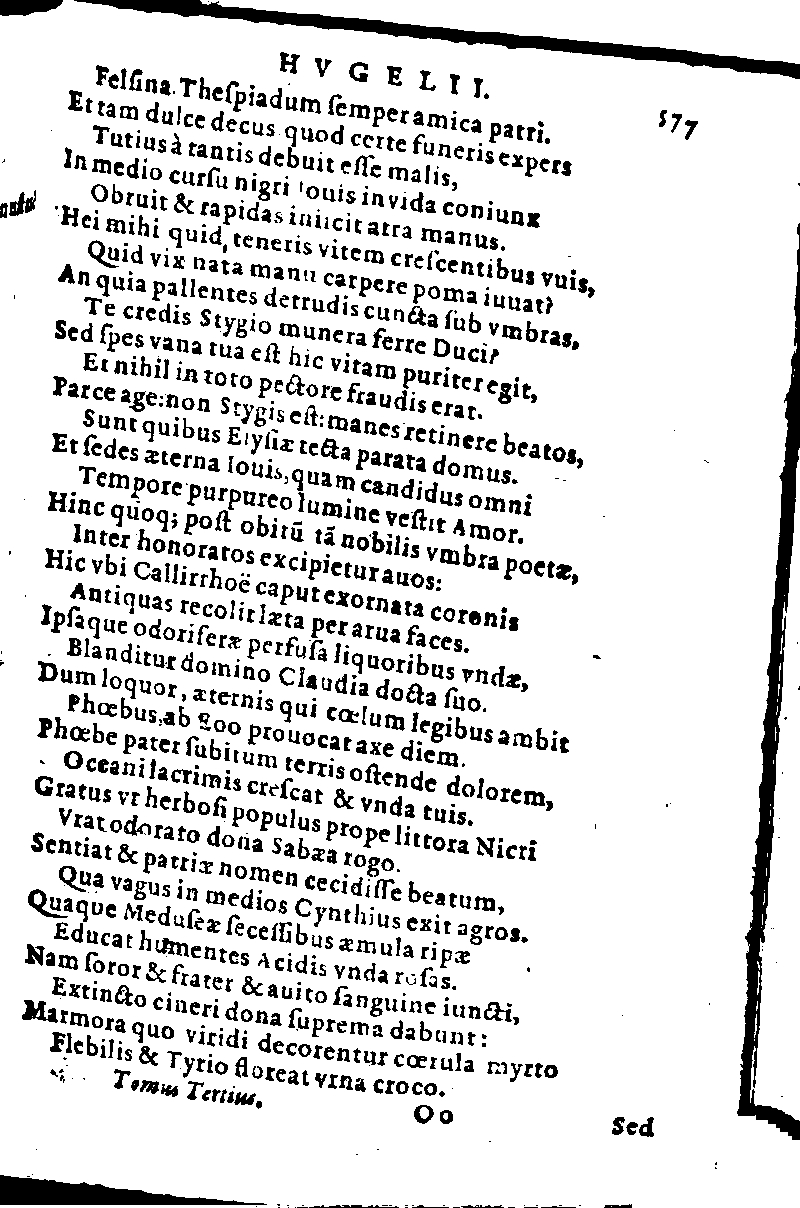 HVGELII.
577
Felſina.Theſpiadum ſemper amica patri.
Et tam dulce decus quod certe funeris expers
Tutius à tantis debuit eſſe malis,
In medio curſu nigri Iouis inuida coniunx
Obruit & rapidas iniicit atra manus.
Hei mihi quid, teneris vitem creſcentibus vuis,
Quid vix nata manu carpere poma iuuat?
An quia pallentes detrudis cuncta ſub vmbras,
Te credis Stygio munera ferre Duci?
Sed ſpes vana tua eſt hic vitam puriter egit,
Et nihil in toto pectore fraudis erat.
Parce age:non Stygis eſt:manes retinere beatos,
Sunt quibus Elyſiæ tecta parata domus.
Et ſedes æterna Iouis,quam candidus omni
Tempore purpureo lumine veſtit Amor.
Hinc quoq; poſt obitū tā nobilis vmbra poetæ,
Inter honoratos excipietur auos:
Hic vbi Callirrhoë caput exornata coronis
Antiquas recolit læta per arua faces.
Ipſaque odoriferæ perfuſa liquoribus vndæ,
Blanditur domino Claudia docta ſuo.
Dum loquor, æternis qui cœlum legibus ambit
Phœbus,ab Eoo prouocat axe diem.
Phœbe pater ſubitum terris oſtende dolorem,
Oceani lacrimis creſcat & vnda tuis.
Gratus vt herboſi populus prope littora Nicri
Vrat odorato dona Sabæa rogo.
Sentiat & patriæ nomen cecidiſſe beatum,
Qua vagus in medios Cynthius exit agros.
Quaque Meduſeæ ſeceſſibus æmula ripæ
Educat humentes Acidis vnda roſas.
Nam ſoror & frater & auito ſanguine iuncti,
Extincto cineri dona ſuprema dabunt:
Marmora quo viridi decorentur cœrula myrto
Flebilis & Tyrio floreat vrna croco.
Tomus Tertius.
Oo
Sed